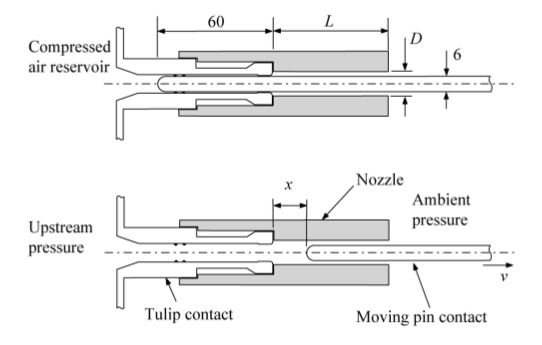 60
L
D
6
Compressed
air reservoir
x
Nozzle
Ambient
pressure
Upstream
pressure
v
Tulip contact
Moving pin contact